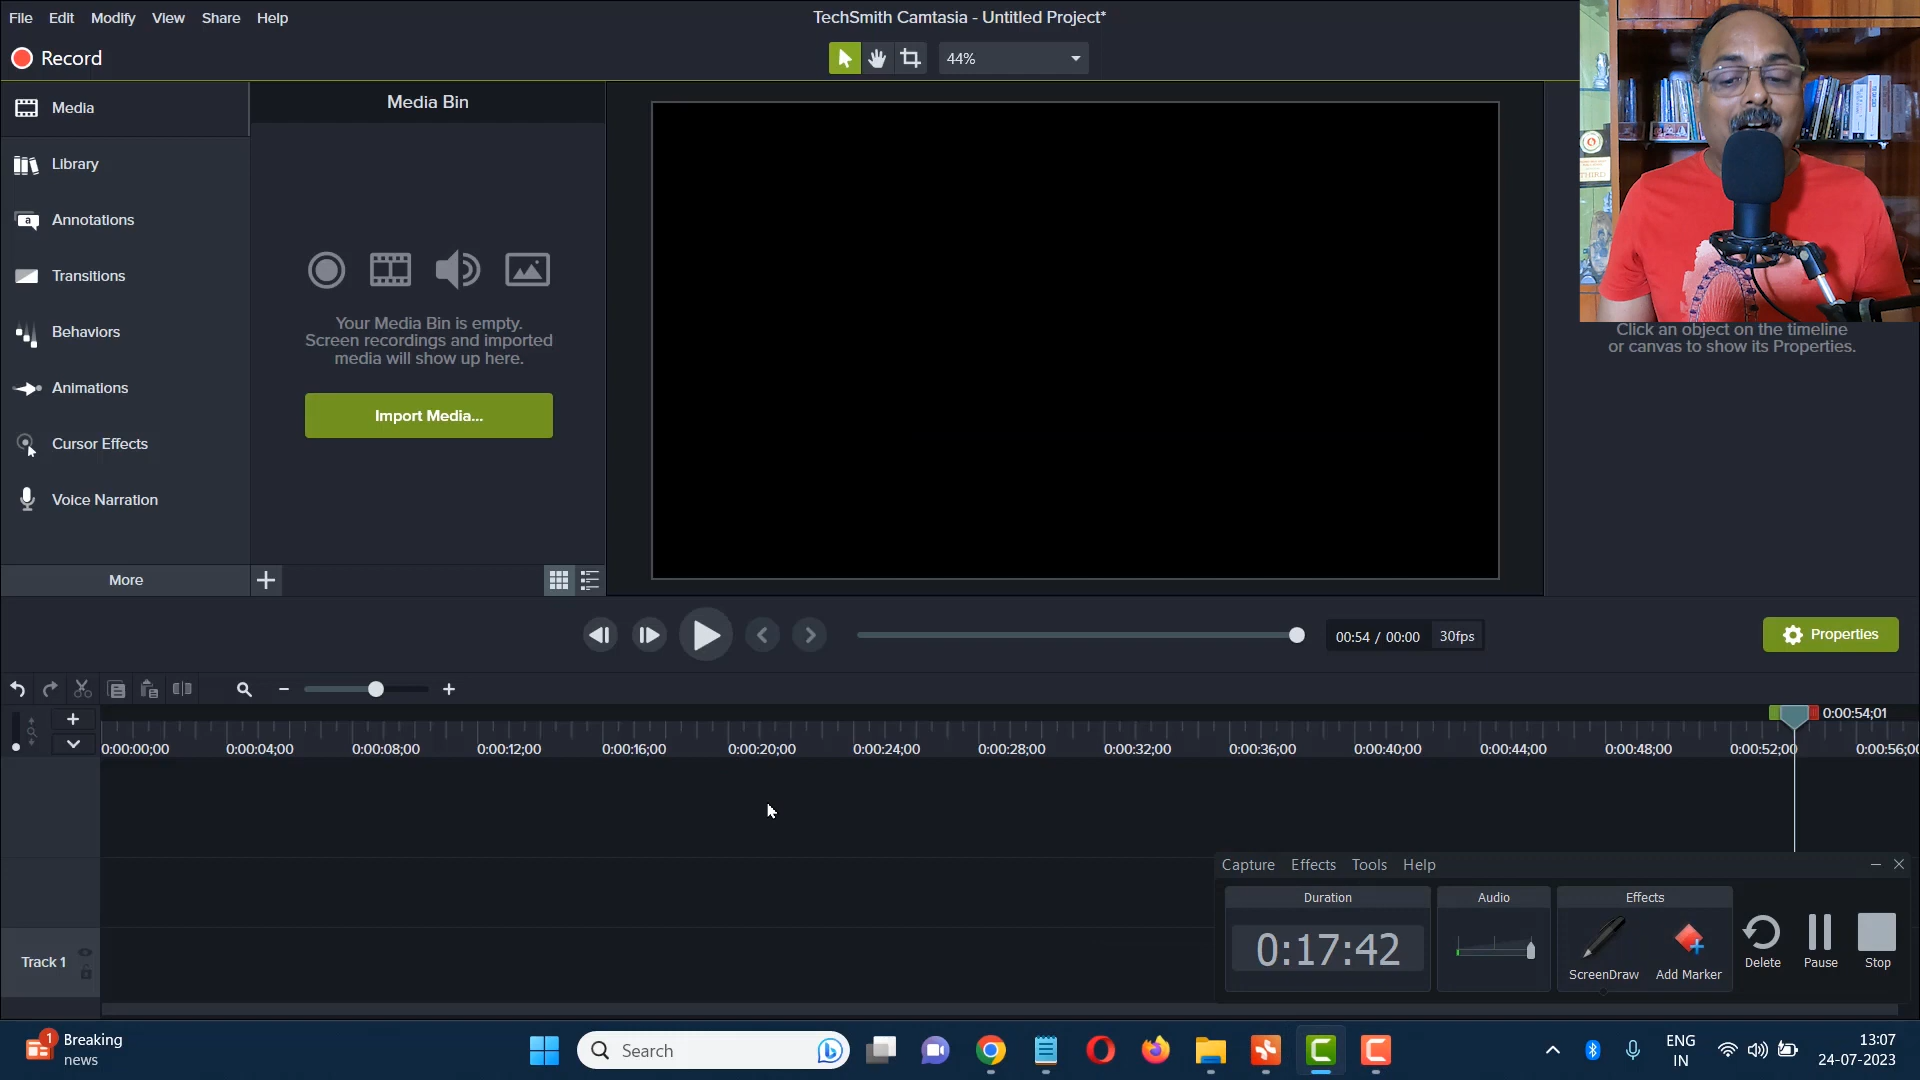 File Edit Modify View Share Help
TechSmith Camtasia - Untitled Project*
Record
44%
Media
Library
Annotations
Transitions
Behaviors
Animations
Cursor Effects
Voice Narration
More
Media Bin
Your Media Bin is empty.
Screen recordings and imported
media will show up here.
Import Media...
THIRD
Click an object on the timeline
or canvas to show its Properties.
00:54 / 00:00 30fps
Properties
0:00:54;01
0:00:00;00 0:00:04;00 0:00:08;00 0:00:12;00 0:00:16;00 0:00:20;00 0:00:24;00 0:00:28;00 0:00:32;00 0:00:36;00 0:00:40;00 0:00:44;00 0:00:48;00 0:00:52;00 0:00:56;0
Track 1
Capture Effects Tools Help
Duration Audio Effects
0:17:42
ScreenDraw Add Marker
Delete Pause Stop
1
Breaking
news
Search
ENG
IN
13:07
24-07-2023